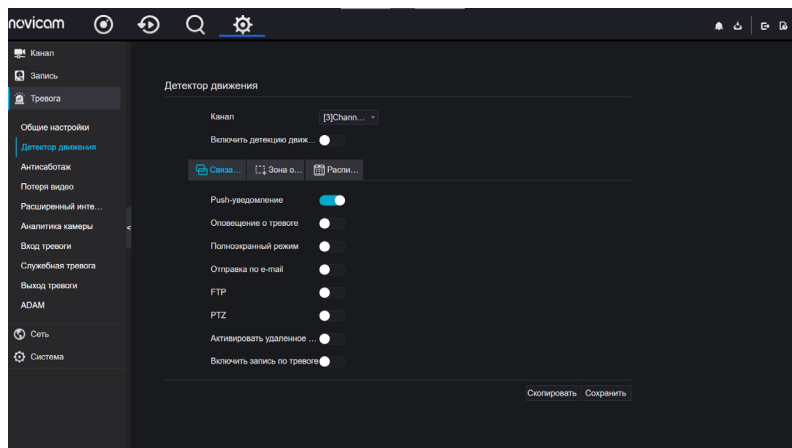 novicam
Канал
Запись
Тревога
Общие настройки
Детектор движения
Антисаботаж
Потеря видео
Расширенный инте...
Аналитика камеры
Вход тревоги
Служебная тревога
Выход тревоги
ADAM
Сеть
Система
Детектор движения
Канал [3]Chann...
Включить детекцию движ...
Связа... Зона о... Распи...
Push-уведомление
Оповещение о тревоге
Полноэкранный режим
Отправка по e-mail
FTP
PTZ
Активировать удаленное ...
Включить запись по тревоге
Скопировать Сохранить